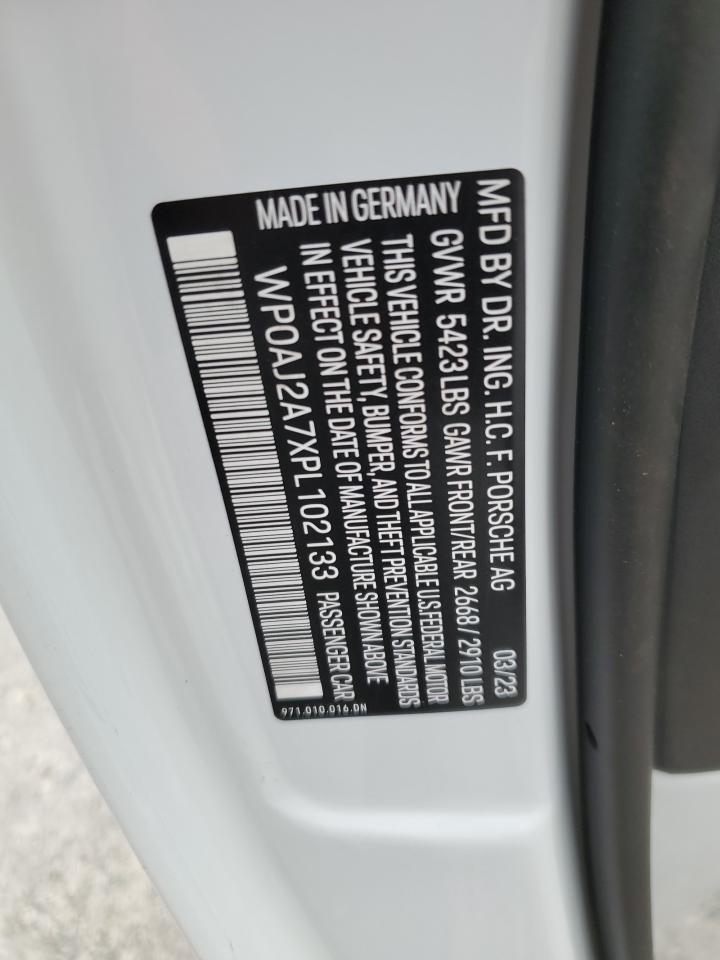 MFD BY DR. ING. H.C. F. PORSCHE AG 03/23
GVWR 5423 LBS GAWR FRONT/REAR 2668 / 2910 LBS
THIS VEHICLE CONFORMS TO ALL APPLICABLE U.S.FEDERAL MOTOR
VEHICLE SAFETY, BUMPER, AND THEFT PREVENTION STANDARDS
IN EFFECT ON THE DATE OF MANUFACTURE SHOWN ABOVE
WP0AJ2A7XPL102133 PASSENGER CAR
MADE IN GERMANY
971.010.016.DN